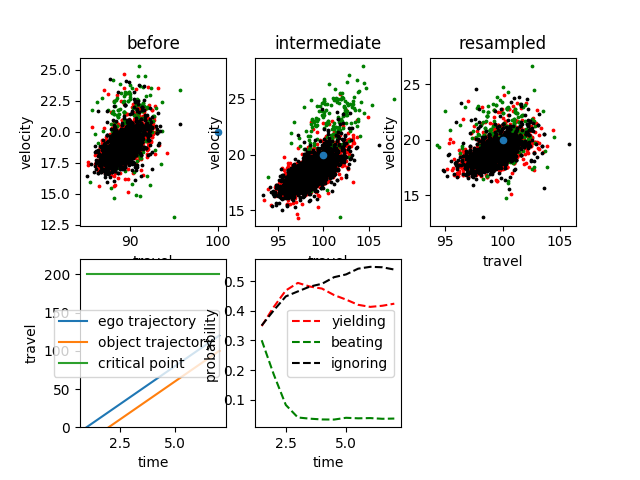 before
intermediate
resampled
25.0
22.5
20.0
17.5
15.0
12.5
velocity
90
100
travel
25
20
15
velocity
95
100
105
travel
25
20
15
velocity
95
100
105
travel
200
150
100
50
0
travel
ego trajectory
object trajectory
critical point
2.5
5.0
time
0.5
0.4
0.3
0.2
0.1
probability
yielding
beating
ignoring
2.5
5.0
time